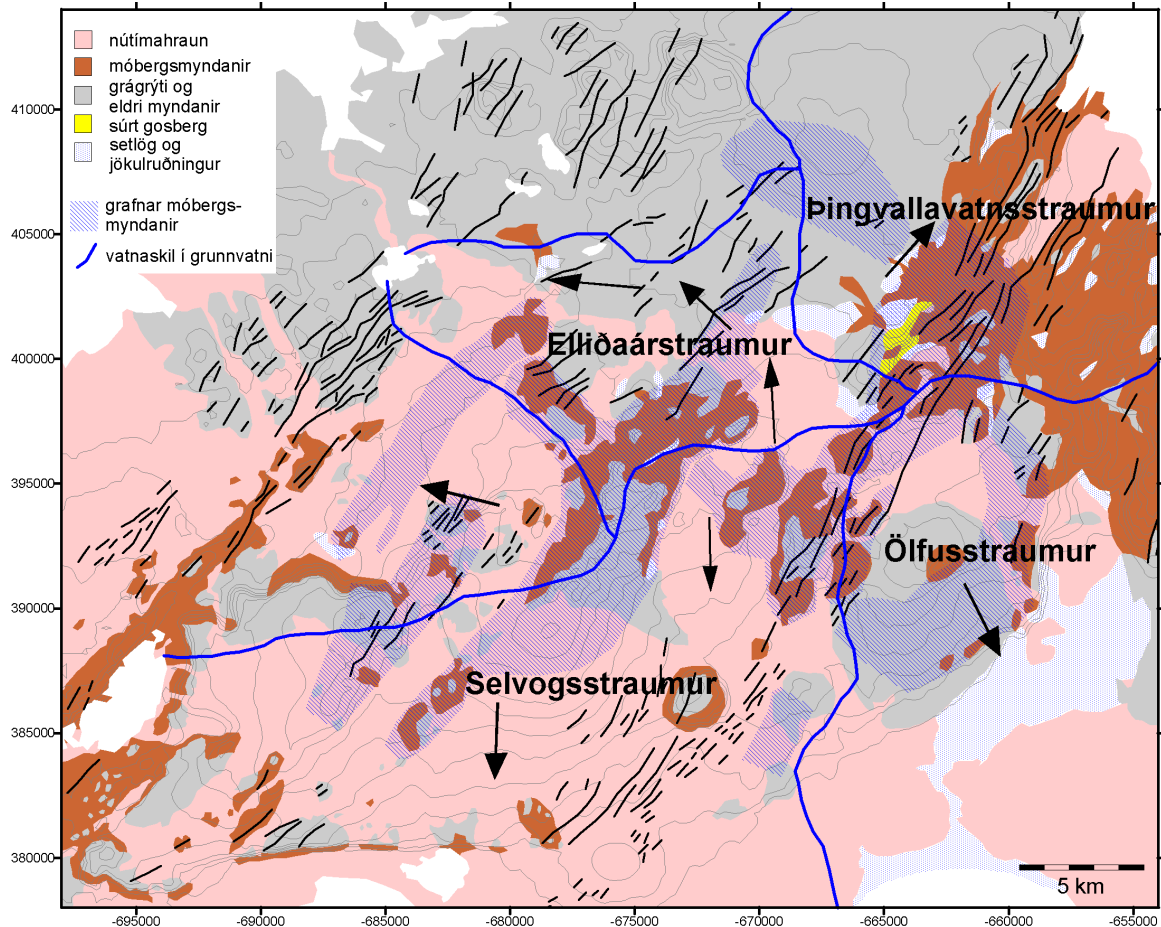 nútímahraun
móbergsmyndanir
grágrýti og
eldri myndanir
súrt gosberg
setlög og
jökulruðningur
grafnar móbergs-
myndanir
vatnaskil í grunnvatni
410000
405000
400000
395000
390000
385000
380000
Þingvallavatnsstraumur
Elliðaárstraumur
Ölfusstraumur
Selvogsstraumur
5 km
-695000
-690000
-685000
-680000
-675000
-670000
-665000
-660000
-655000